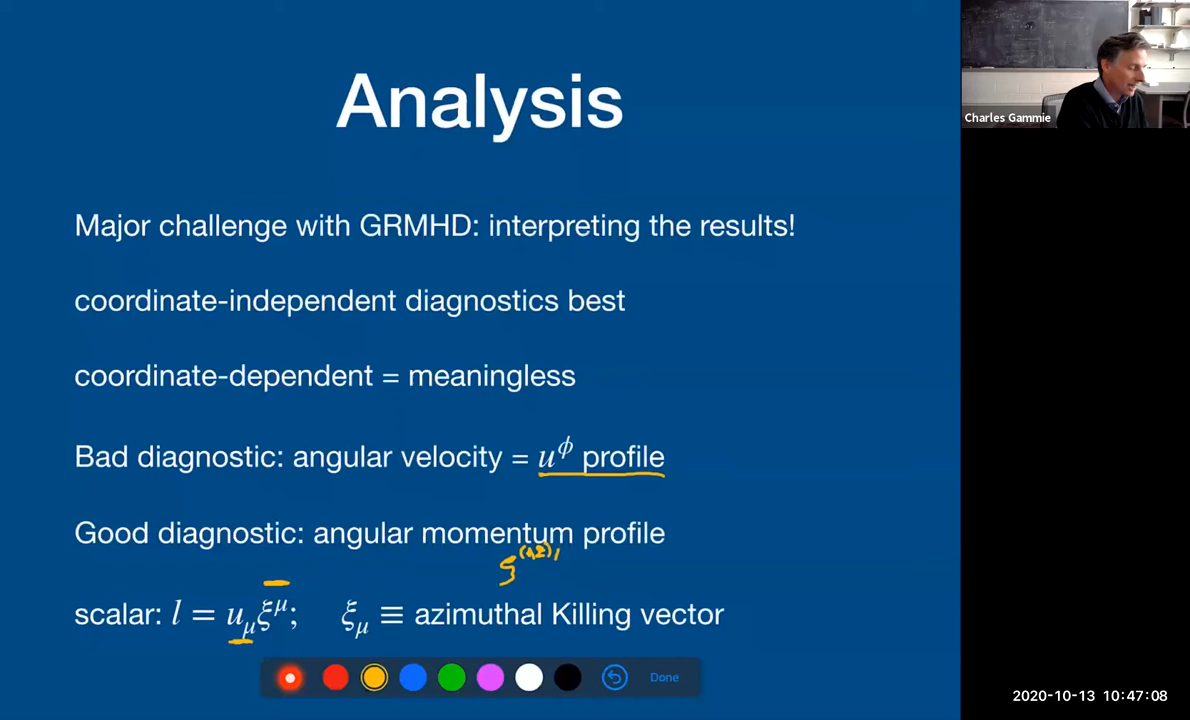 Analysis
Charles Gammie
Major challenge with GRMHD: interpreting the results!
coordinate-independent diagnostics best
coordinate-dependent = meaningless
Bad diagnostic: angular velocity = u^ϕ profile
Good diagnostic: angular momentum profile
scalar: l = u_μ ξ^μ; ξ_μ ≡ azimuthal Killing vector
Done
2020-10-13 10:47:08